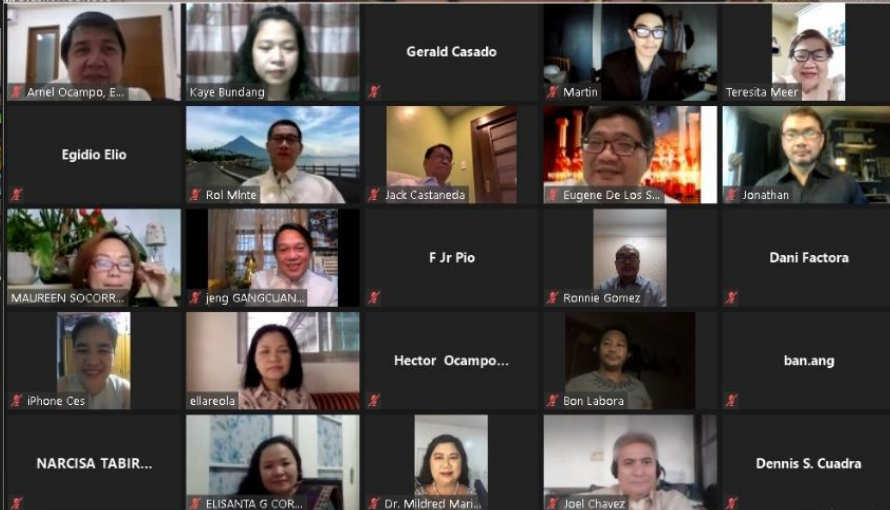 Arnel Ocampo, E...
Kaye Bundang
Gerald Casado
Martin
Teresita Meer
Egidio Elio
Rol MInte
Jack Castaneda
Eugene De Los S...
Jonathan
MAUREEN SOCORR...
jeng GANGCUAN...
F Jr Pio
Ronnie Gomez
Dani Factora
iPhone Ces
ellareola
Hector Ocampo...
Bon Labora
ban.ang
NARCISA TABIR...
ELISANTA G COR...
Dr. Mildred Mari...
Joel Chavez
Dennis S. Cuadra